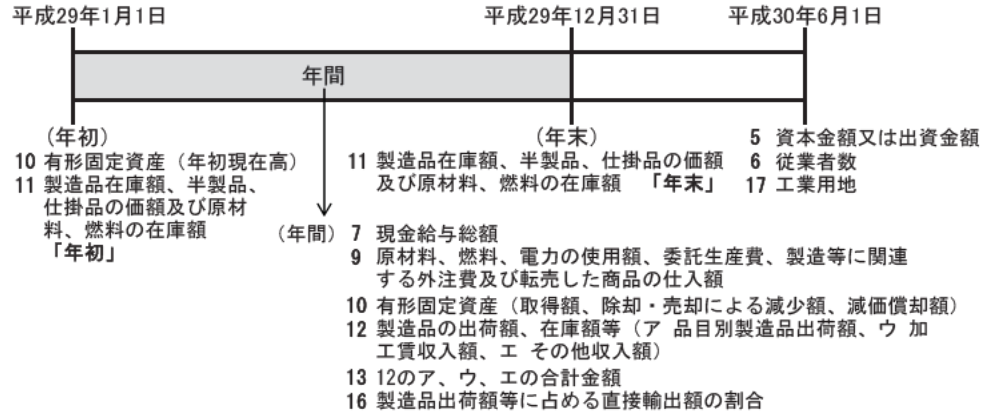 平成29年1月1日
平成29年12月31日
平成30年6月1日
年間
（年初）
10 有形固定資産（年初現在高）
11 製造品在庫額、半製品、
仕掛品の価額及び原材
料、燃料の在庫額
「年初」
（年末）
11 製造品在庫額、半製品、仕掛品の価額
及び原材料、燃料の在庫額 「年末」
5 資本金額又は出資金額
6 従業者数
17 工業用地
（年間） 7 現金給与総額
9 原材料、燃料、電力の使用額、委託生産費、製造等に関連
する外注費及び転売した商品の仕入額
10 有形固定資産（取得額、除却・売却による減少額、減価償却額）
12 製造品の出荷額、在庫額等（ア 品目別製造品出荷額、ウ 加
工賃収入額、エ その他収入額）
13 12のア、ウ、エの合計金額
16 製造品出荷額等に占める直接輸出額の割合